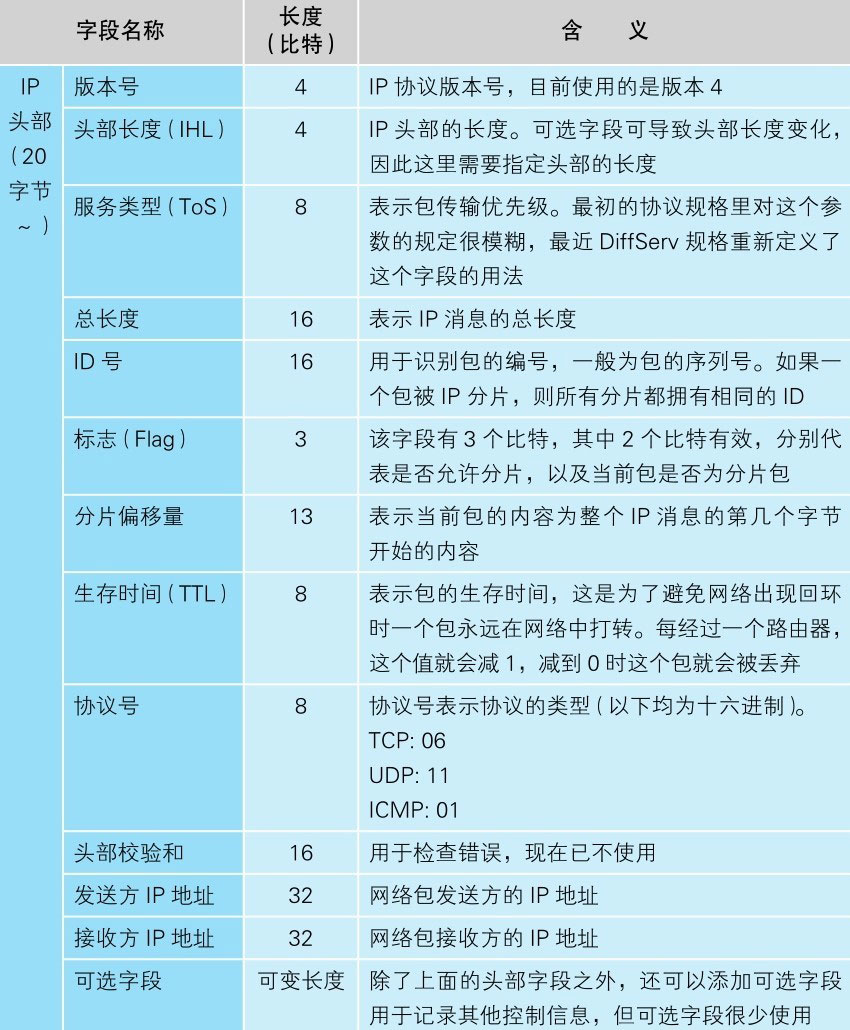 字段名称 长度（比特） 含 义
IP
头部
(20
字节
~ )
版本号 4 IP 协议版本号，目前使用的是版本 4
头部长度（IHL） 4 IP 头部的长度。可选字段可导致头部长度变化，
因此这里需要指定头部的长度
服务类型（ToS） 8 表示包传输优先级。最初的协议规格里对这个参
数的规定很模糊，最近 DiffServ 规格重新定义了
这个字段的用法
总长度 16 表示 IP 消息的总长度
ID 号 16 用于识别包的编号，一般为包的序列号。如果一
个包被 IP 分片，则所有分片都拥有相同的 ID
标志（Flag） 3 该字段有 3 个比特，其中 2 个比特有效，分别代
表是否允许分片，以及当前包是否为分片包
分片偏移量 13 表示当前包的内容为整个 IP 消息的第几个字节
开始的内容
生存时间（TTL） 8 表示包的生存时间，这是为了避免网络出现回环
时一个包永远在网络中打转。每经过一个路由器，
这个值就会减 1，减到 0 时这个包就会被丢弃
协议号 8 协议号表示协议的类型（以下均为十六进制）。
TCP: 06
UDP: 11
ICMP: 01
头部校验和 16 用于检查错误，现在已不使用
发送方 IP 地址 32 网络包发送方的 IP 地址
接收方 IP 地址 32 网络包接收方的 IP 地址
可选字段 可变长度 除了上面的头部字段之外，还可以添加可选字段
用于记录其他控制信息，但可选字段很少使用